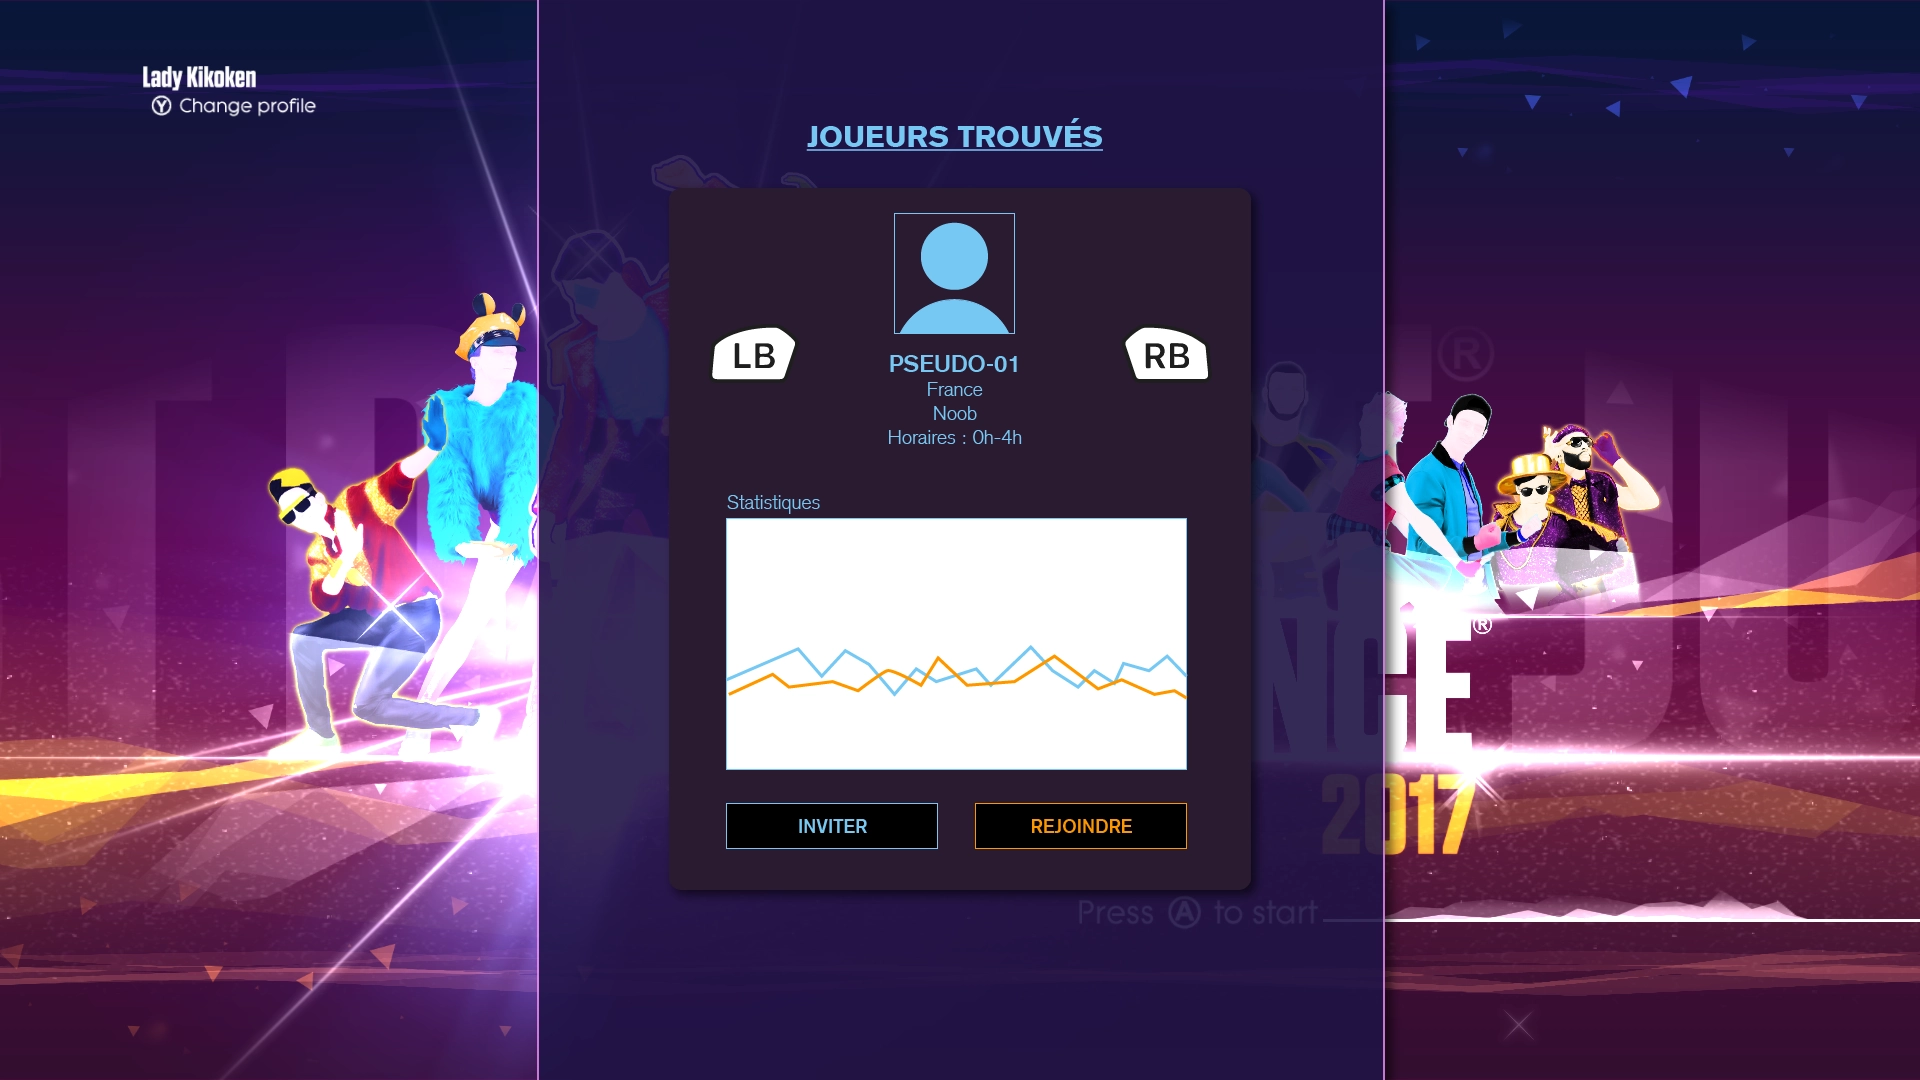 Lady Kikoken
Ⓨ Change profile
JOUEURS TROUVÉS
LB
RB
PSEUDO-01
France
Noob
Horaires : 0h-4h
Statistiques
®
NCE®
2017
INVITER
REJOINDRE
Press Ⓐ to start